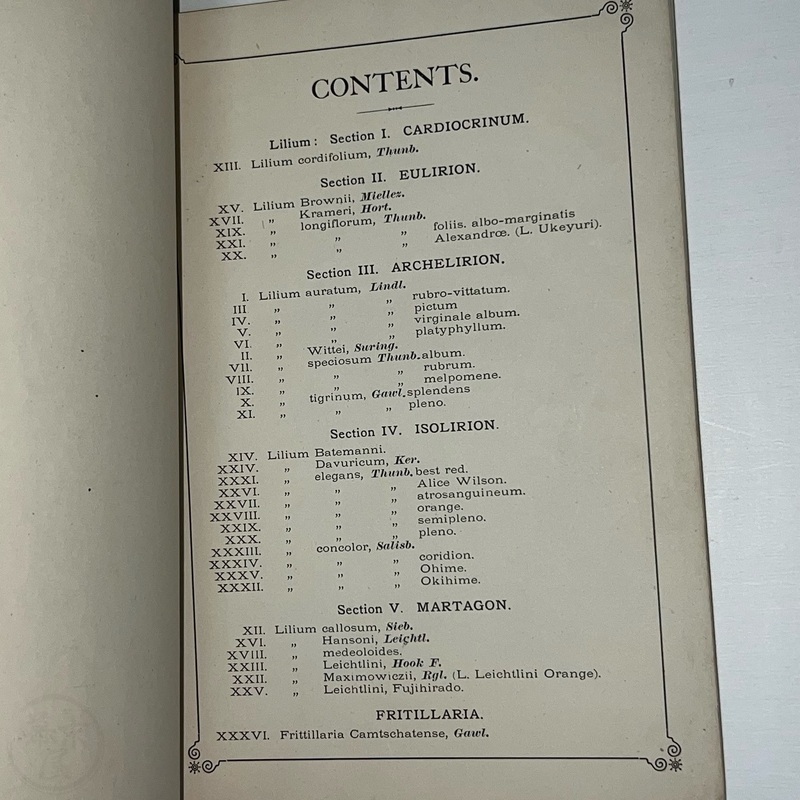 CONTENTS.
Lilium: Section I. CARDIOCRINUM.
XIII. Lilium cordifolium, Thunb.
Section II. EULIRION.
XV. Lilium Brownii, Miellez.
XVII. „ Krameri, Hort.
XIX. „ longiflorum, Thunb.
XXI. „ „ „ foliis. albo-marginatis
XX. „ „ „ Alexandrœ. (L. Ukeyuri).
Section III. ARCHELIRION.
I. Lilium auratum, Lindl.
III „ „ „ rubro-vittatum.
IV. „ „ „ pictum
V. „ „ „ virginale album.
VI. „ „ „ platyphyllum.
II. „ Wittei, Suring.
VII. „ speciosum Thunb. album.
VIII. „ „ „ rubrum.
IX. „ „ „ melpomene.
X. „ tigrinum, Gawl. splendens
XI. „ „ „ pleno.
Section IV. ISOLIRION.
XIV. Lilium Batemanni.
XXIV. „ Davuricum, Ker.
XXXI. „ elegans, Thunb. best red.
XXVI. „ „ „ Alice Wilson.
XXVII. „ „ „ atrosanguineum.
XXVIII. „ „ „ orange.
XXIX. „ „ „ semipleno.
XXX. „ „ „ pleno.
XXXIII. „ concolor, Salisb.
XXXIV. „ „ „ coridion.
XXXV. „ „ „ Ohime.
XXXII. „ „ „ Okihime.
Section V. MARTAGON.
XII. Lilium callosum, Sieb.
XVI. „ Hansoni, Leightl.
XVIII. „ medeoloides.
XXIII. „ Leichtlini, Hook F.
XXII. „ Maximowiczii, Rgl. (L. Leichtlini Orange).
XXV. „ Leichtlini, Fujihirado.
FRITILLARIA.
XXXVI. Frittillaria Camtschatense, Gawl.